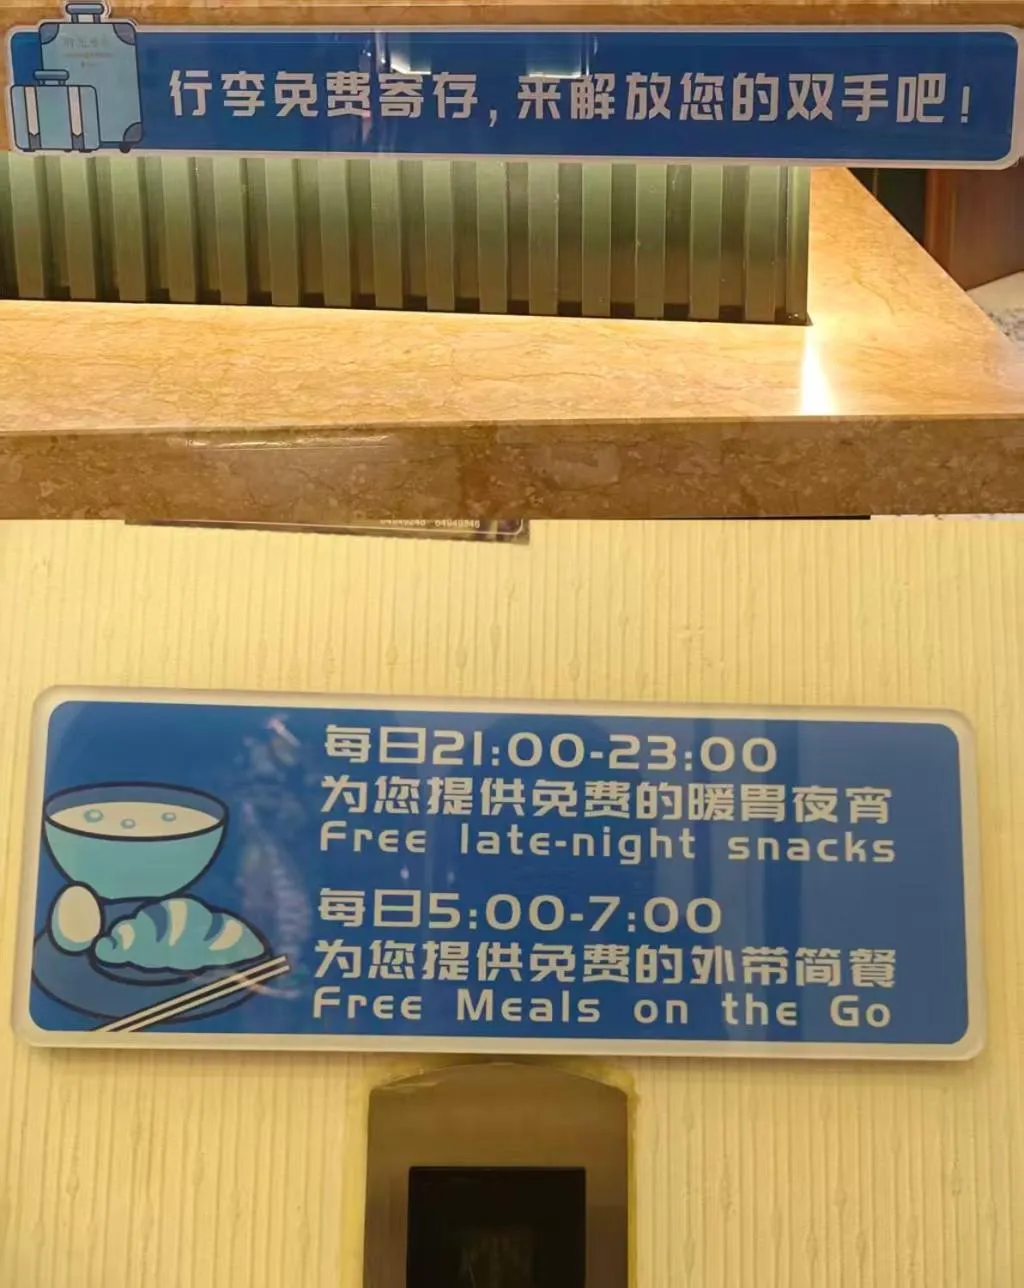 行李免费寄存,来解放您的双手吧!
每日21:00-23:00
为您提供免费的暖胃夜宵
Free late-night snacks
每日5:00-7:00
为您提供免费的外带简餐
Free Meals on the Go